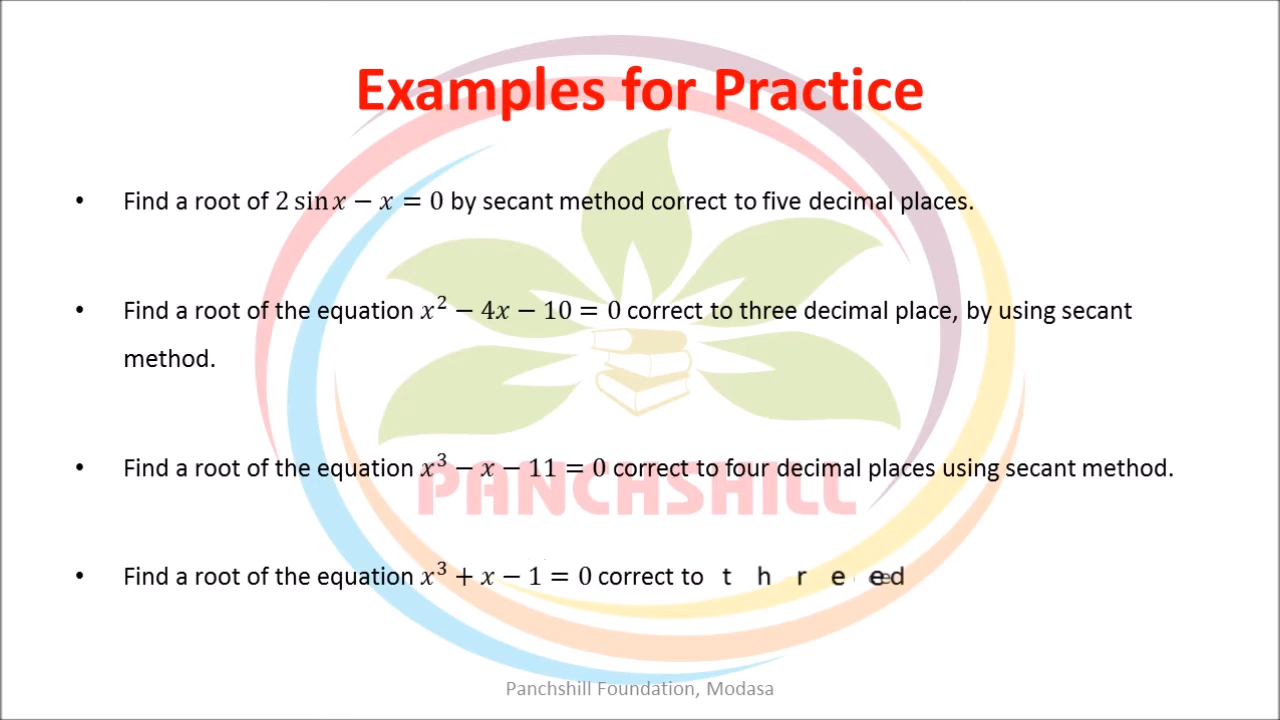 Examples for Practice
• Find a root of 2 sin x − x = 0 by secant method correct to five decimal places.
• Find a root of the equation x² − 4x − 10 = 0 correct to three decimal place, by using secant
method.
• Find a root of the equation x³ − x − 11 = 0 correct to four decimal places using secant method.
PANCHSHILL
• Find a root of the equation x³ + x − 1 = 0 correct to three
Panchshill Foundation, Modasa